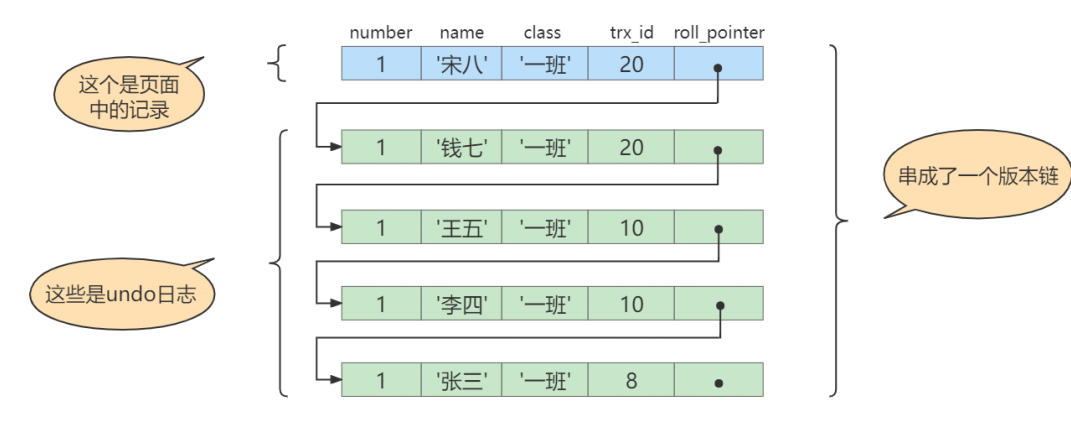 number name class trx_id roll_pointer
1 '宋八' '一班' 20
这个是页面
中的记录
1 '钱七' '一班' 20
串成了一个版本链
1 '王五' '一班' 10
这些是undo日志
1 '李四' '一班' 10
1 '张三' '一班' 8